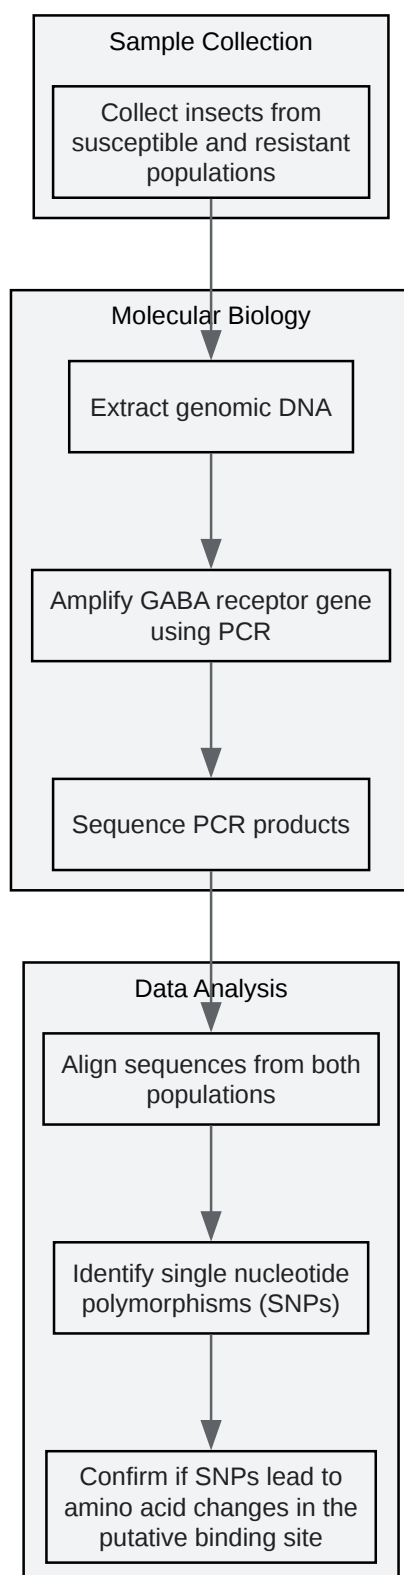 Sample Collection
Collect insects from
susceptible and resistant
populations
Molecular Biology
Extract genomic DNA
Amplify GABA receptor gene
using PCR
Sequence PCR products
Data Analysis
Align sequences from both
populations
Identify single nucleotide
polymorphisms (SNPs)
Confirm if SNPs lead to
amino acid changes in the
putative binding site